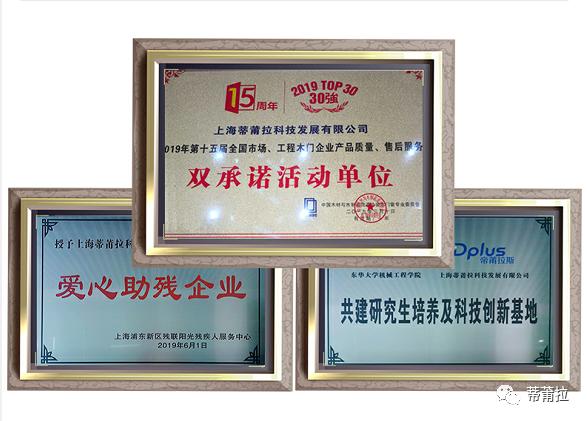 15周年
2019 TOP 30
30強
上海蒂莆拉科技发展有限公司
019年第十五届全国市场、工程木门企业产品质量、售后服务
双承诺活动单位
授予上海蒂莆拉科
爱心助残企业
上海浦东新区残联阳光残疾人服务中心
2019年6月1日
Dplus
帝莆拉斯
东华大学机械工程学院 上海蒂莆拉科技发展有限公司
共建研究生培养及科技创新基地
蒂莆拉